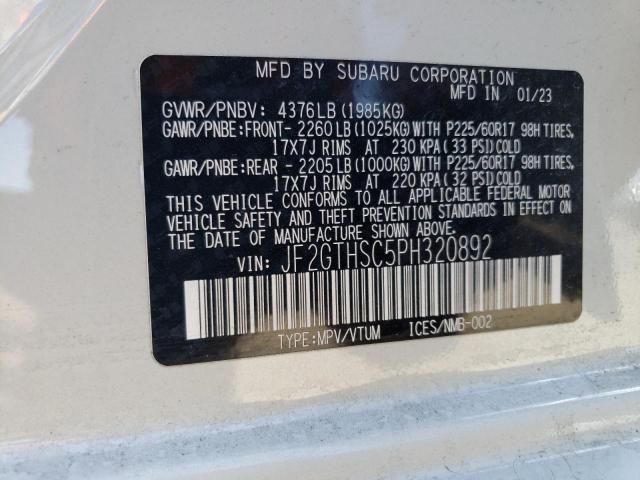 MFD BY SUBARU CORPORATION
MFD IN 01/23
GVWR/PNBV: 4376LB (1985KG)
GAWR/PNBE:FRONT- 2260LB (1025KG)WITH P225/60R17 98H TIRES,
17X7J RIMS AT 230 KPA( 33 PSI)COLD
GAWR/PNBE:REAR - 2205LB (1000KG)WITH P225/60R17 98H TIRES,
17X7J RIMS AT 220 KPA( 32 PSI)COLD
THIS VEHICLE CONFORMS TO ALL APPLICABLE FEDERAL MOTOR
VEHICLE SAFETY AND THEFT PREVENTION STANDARDS IN EFFECT
ON THE DATE OF MANUFACTURE SHOWN ABOVE.
VIN: JF2GTHSC5PH320892
TYPE:MPV/VTUM ICES/NMB-002